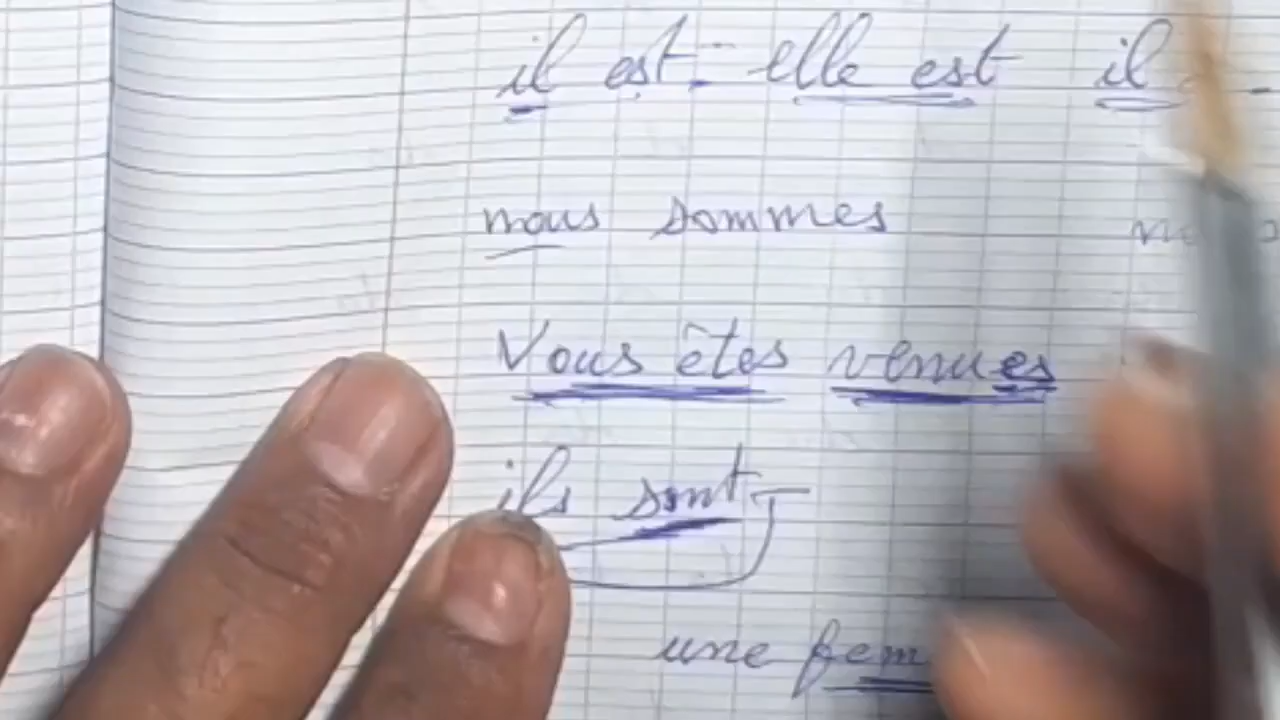 il est - elle est il
nous sommes
Vous êtes venues
ils sont
une fem